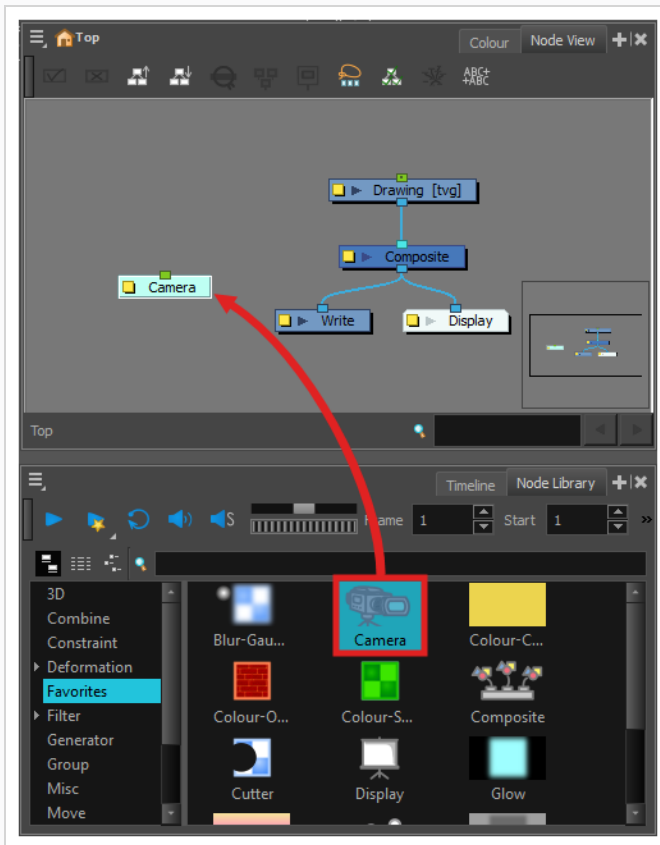 Top
Colour Node View
ABC+
+ABC
Drawing [tvg]
Composite
Camera
Write Display
Top
Timeline Node Library
S Frame 1 Start 1 »
3D
Combine
Constraint
Deformation
Favorites
Filter
Generator
Group
Misc
Move
Blur-Gau... Camera Colour-C...
Colour-O... Colour-S... Composite
Cutter Display Glow